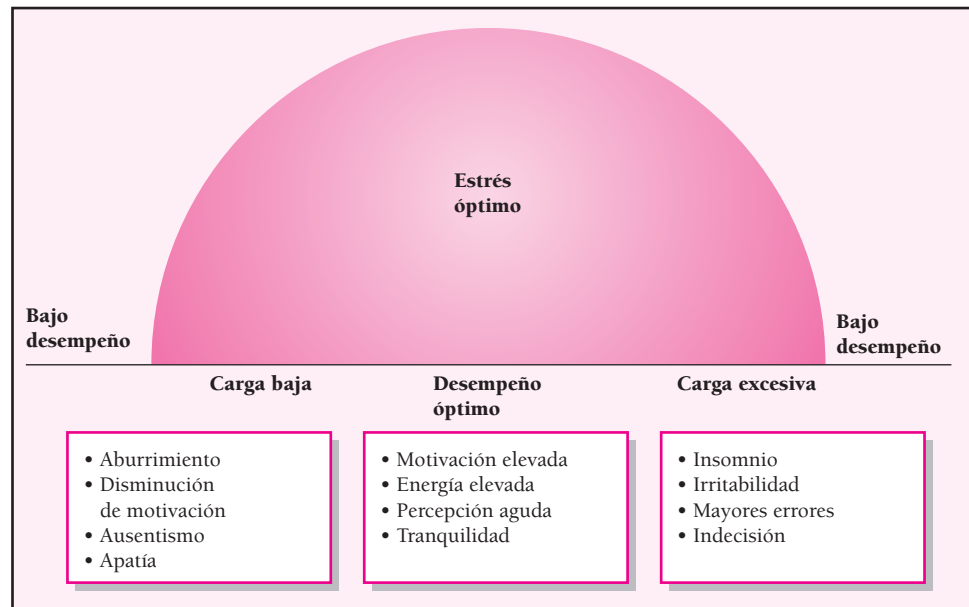 Estrés
óptimo
Bajo
desempeño
Bajo
desempeño
Carga baja
Desempeño
óptimo
Carga excesiva
• Aburrimiento
• Disminución
de motivación
• Ausentismo
• Apatía
• Motivación elevada
• Energía elevada
• Percepción aguda
• Tranquilidad
• Insomnio
• Irritabilidad
• Mayores errores
• Indecisión